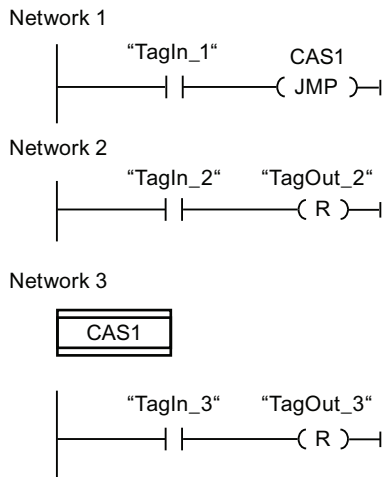 Network 1
“TagIn_1“ CAS1
JMP
Network 2
“TagIn_2“ “TagOut_2“
R
Network 3
CAS1
“TagIn_3“ “TagOut_3“
R